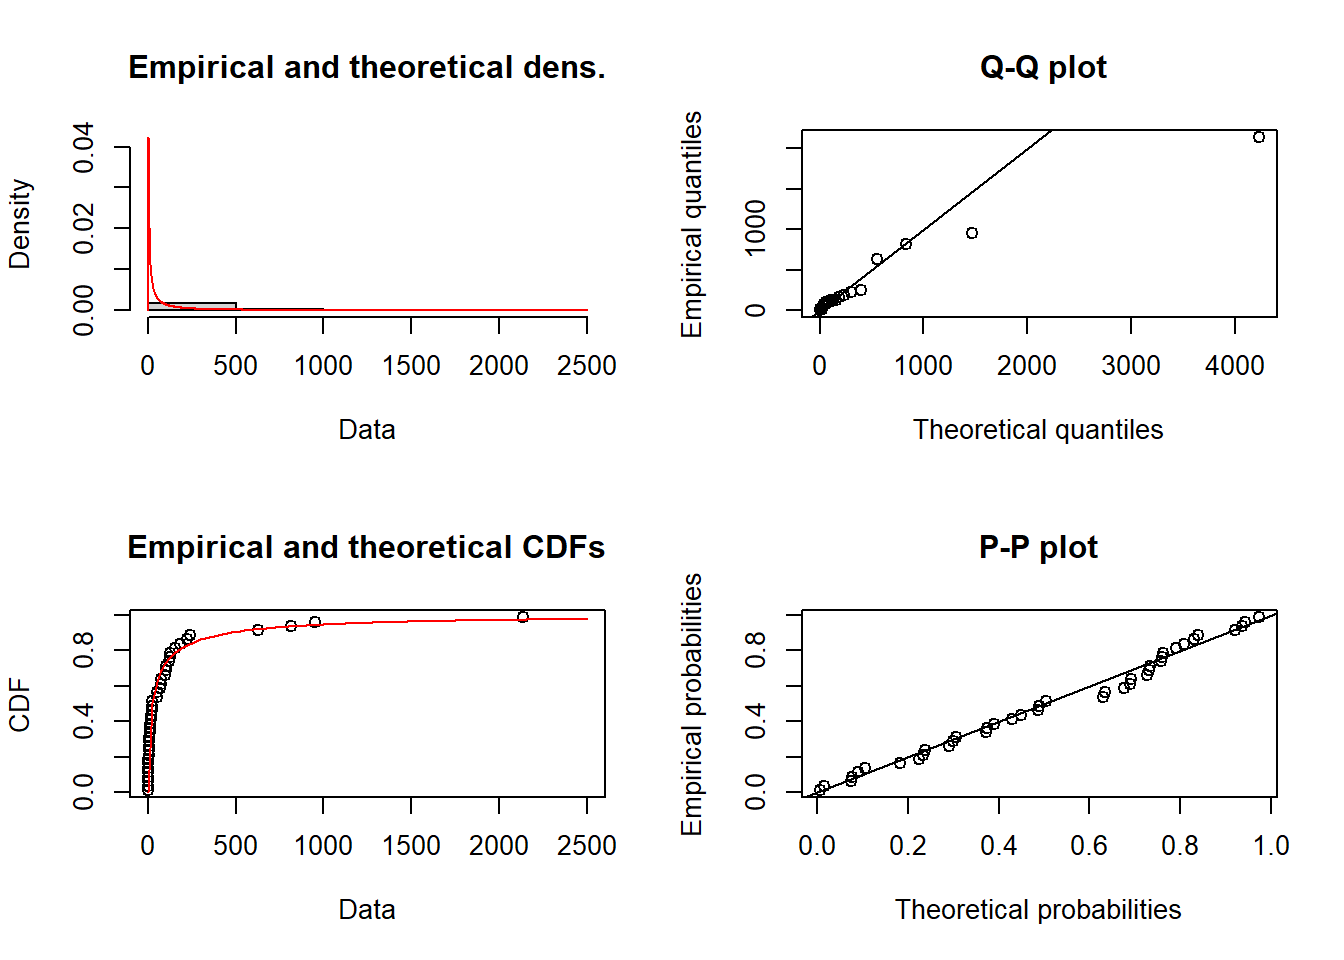 Empirical and theoretical dens.
Density
0.00 0.02 0.04
0 500 1000 1500 2000 2500
Data
Q-Q plot
Empirical quantiles
0 1000
0 1000 2000 3000 4000
Theoretical quantiles
Empirical and theoretical CDFs
CDF
0.0 0.4 0.8
0 500 1000 1500 2000 2500
Data
P-P plot
Empirical probabilities
0.0 0.4 0.8
0.0 0.2 0.4 0.6 0.8 1.0
Theoretical probabilities